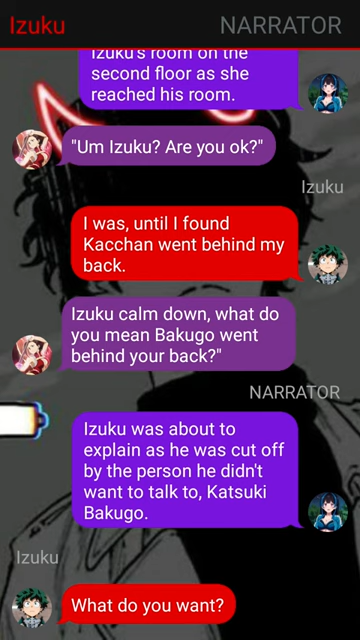 Izuku
NARRATOR
Izuku's room on the
second floor as she
reached his room.
"Um Izuku? Are you ok?"
Izuku
I was, until I found
Kacchan went behind my
back.
Izuku calm down, what do
you mean Bakugo went
behind your back?"
NARRATOR
Izuku was about to
explain as he was cut off
by the person he didn't
want to talk to, Katsuki
Bakugo.
Izuku
What do you want?